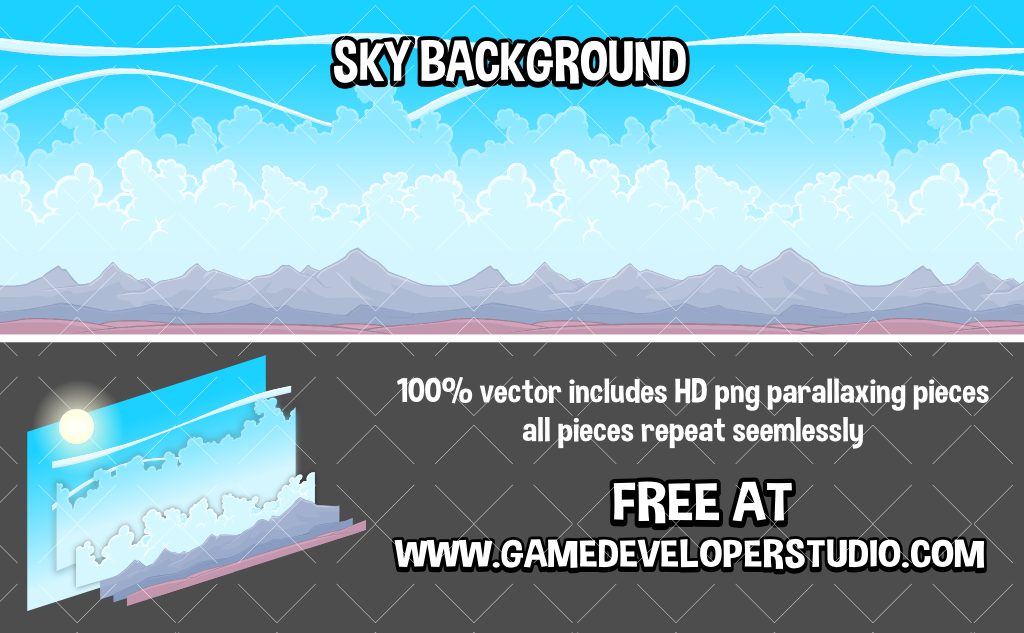 SKY BACKGROUND
100% vector includes HD png parallaxing pieces
all pieces repeat seemlessly
FREE AT
WWW.GAMEDEVELOPERSTUDIO.COM